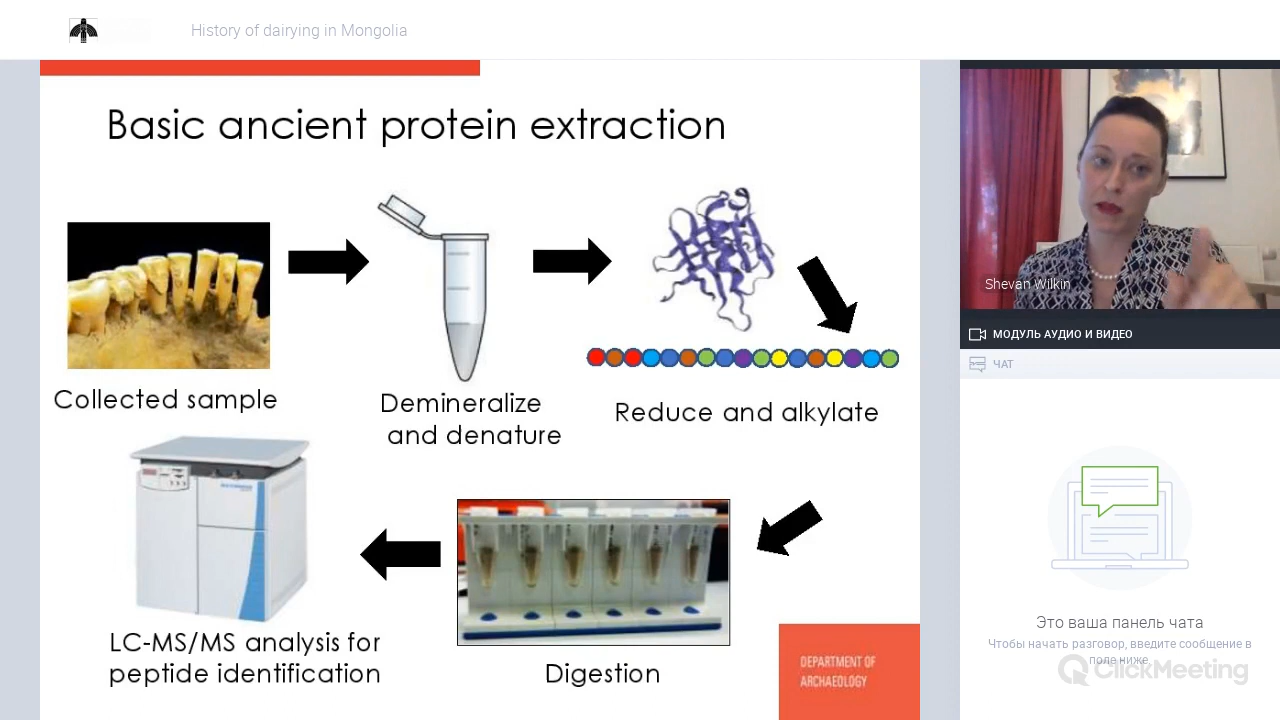 History of dairying in Mongolia
Basic ancient protein extraction
Collected sample
Demineralize
and denature
Reduce and alkylate
LC-MS/MS analysis for
peptide identification
Digestion
DEPARTMENT OF
ARCHAEOLOGY
Shevan Wilkin
МОДУЛЬ АУДИО И ВИДЕО
ЧАТ
Это ваша панель чата
Чтобы начать разговор, введите сообщение в
поле ниже
ClickMeeting